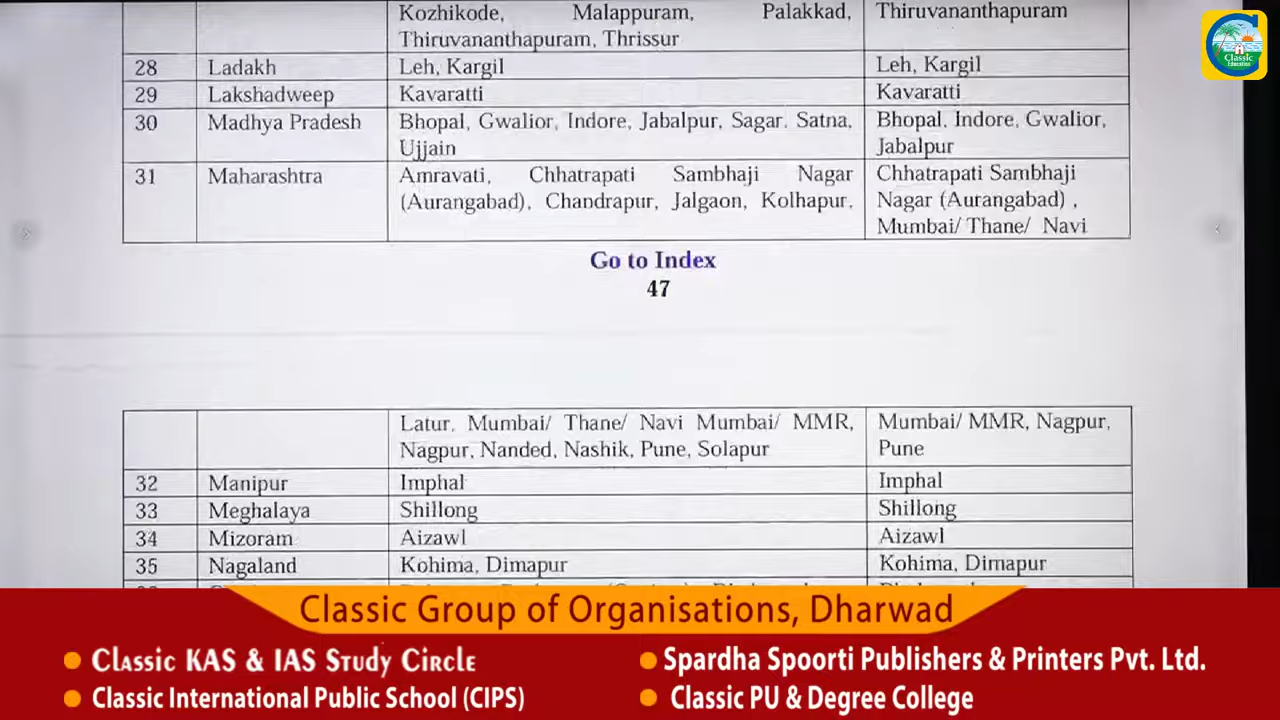 Kozhikode, Malappuram, Palakkad, Thiruvananthapuram
Thiruvananthapuram, Thrissur
28 Ladakh Leh, Kargil Leh, Kargil
29 Lakshadweep Kavaratti Kavaratti
30 Madhya Pradesh Bhopal, Gwalior, Indore, Jabalpur, Sagar, Satna, Bhopal, Indore, Gwalior,
Ujjain Jabalpur
31 Maharashtra Amravati, Chhatrapati Sambhaji Nagar Chhatrapati Sambhaji
(Aurangabad), Chandrapur, Jalgaon, Kolhapur, Nagar (Aurangabad) ,
Mumbai/ Thane/ Navi
Go to Index
47
Latur, Mumbai/ Thane/ Navi Mumbai/ MMR, Mumbai/ MMR, Nagpur,
Nagpur, Nanded, Nashik, Pune, Solapur Pune
32 Manipur Imphal Imphal
33 Meghalaya Shillong Shillong
34 Mizoram Aizawl Aizawl
35 Nagaland Kohima, Dimapur Kohima, Dimapur
Classic Group of Organisations, Dharwad
Classic KAS & IAS Study Circle
Spardha Spoorti Publishers & Printers Pvt. Ltd.
Classic International Public School (CIPS)
Classic PU & Degree College
Classic
Education